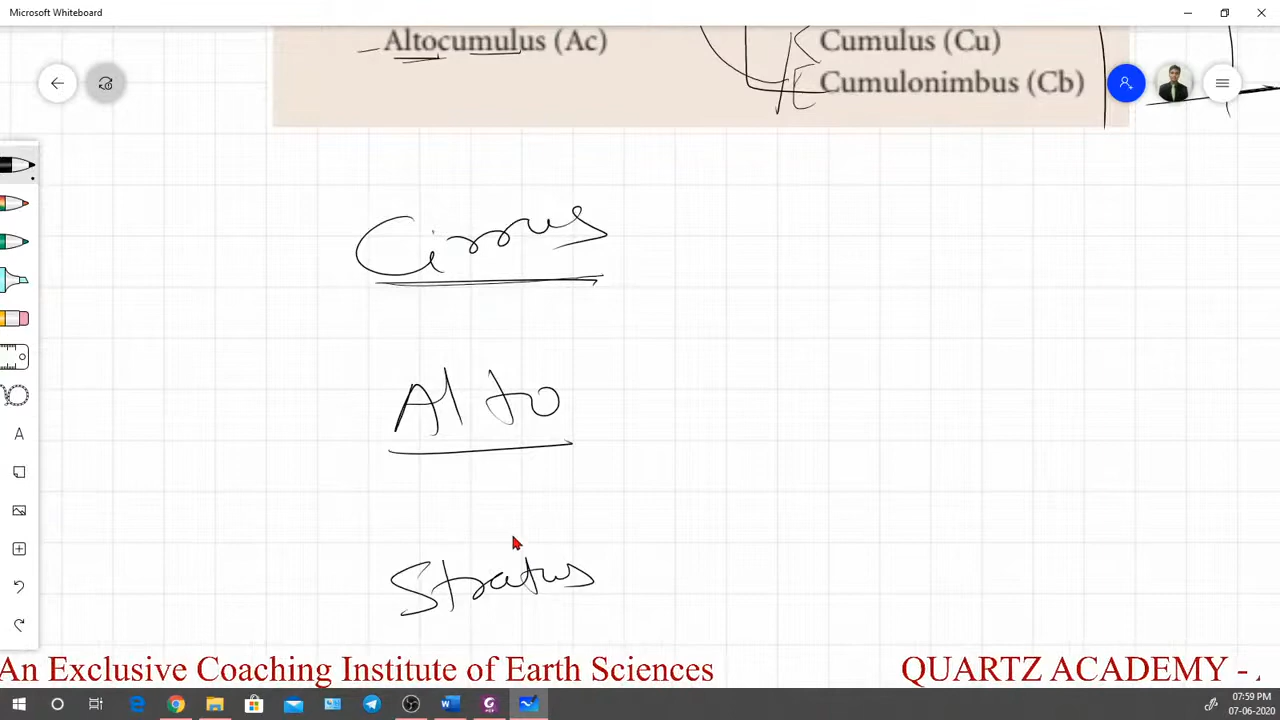 Microsoft Whiteboard
Altocumulus (Ac)
Cumulus (Cu)
Cumulonimbus (Cb)
Cirrus
Alto
Stratus
An Exclusive Coaching Institute of Earth Sciences
QUARTZ ACADEMY -
07:59 PM
07-06-2020